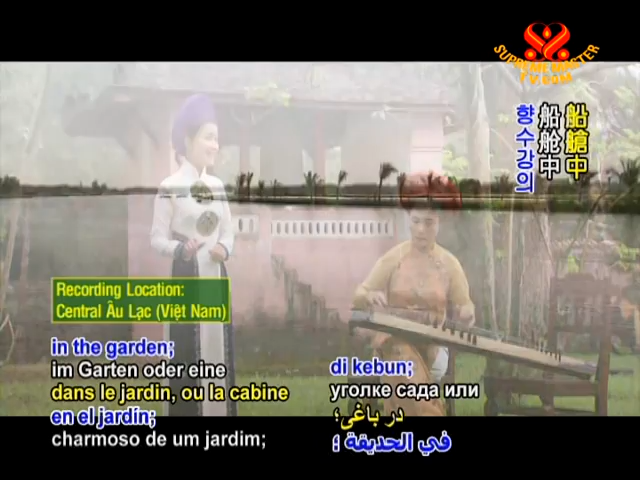 SUPREME MASTER
TV.COM
船艙中
船舱中
향수강의
Recording Location:
Central Âu Lạc (Việt Nam)
in the garden;
im Garten oder eine
dans le jardin, ou la cabine
en el jardín;
charmoso de um jardim;
di kebun;
уголке сада или
در باغی؛
في الحديقة ؛